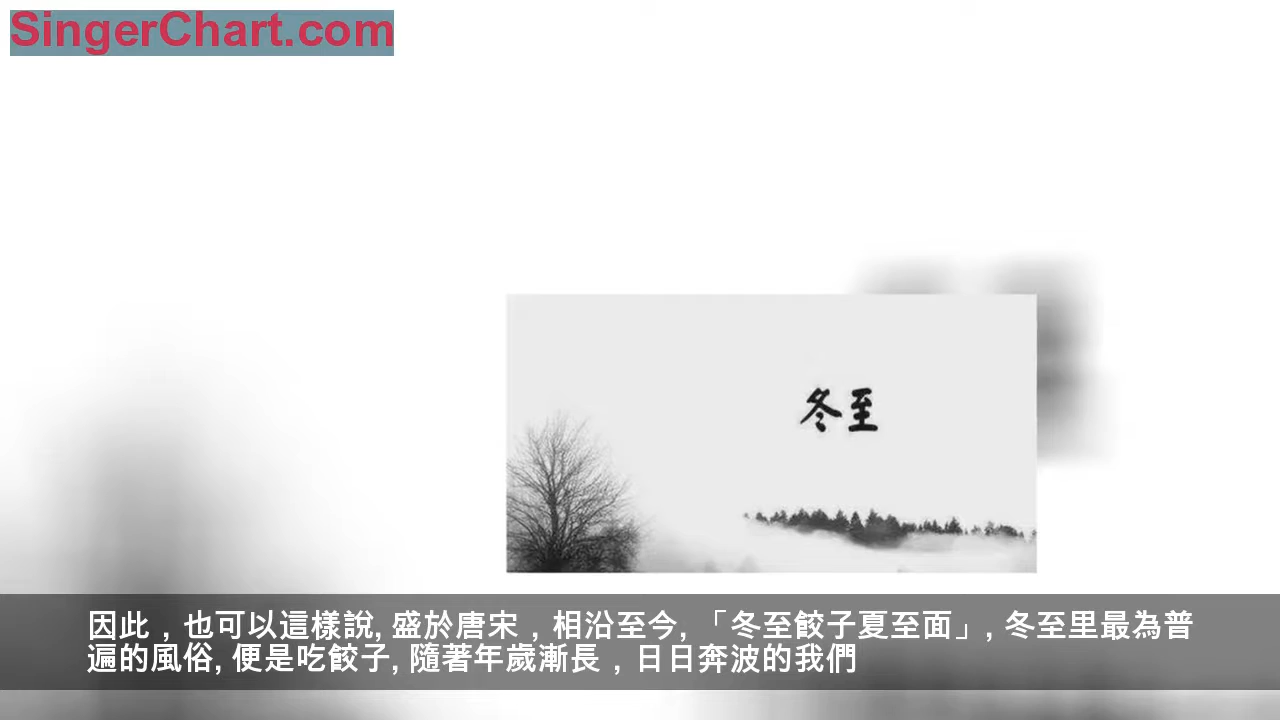 SingerChart.com
冬至
因此，也可以這樣說, 盛於唐宋，相沿至今, 「冬至餃子夏至面」, 冬至里最為普
遍的風俗, 便是吃餃子, 隨著年歲漸長，日日奔波的我們